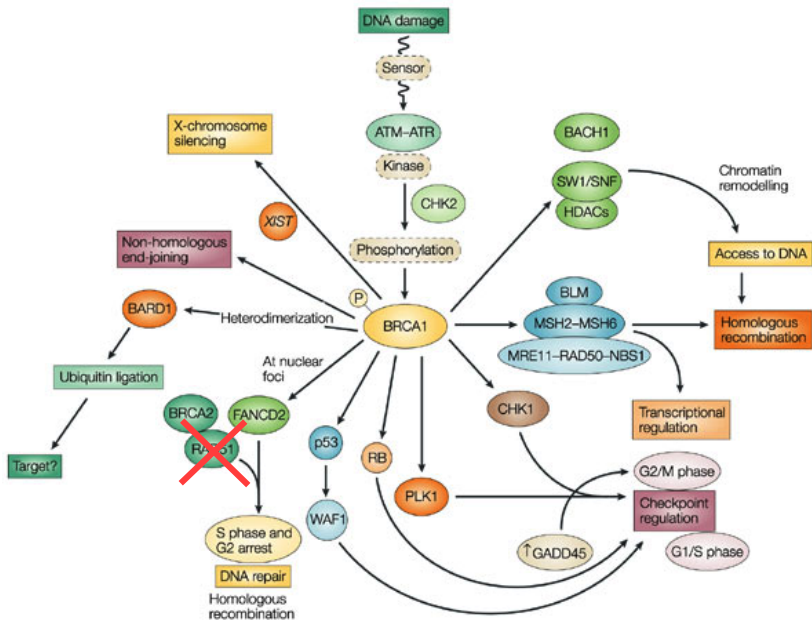 DNA damage
Sensor
ATM–ATR
Kinase
CHK2
Phosphorylation
P
BRCA1
X-chromosome
silencing
XIST
Non-homologous
end-joining
BARD1
Heterodimerization
Ubiquitin ligation
Target?
At nuclear
foci
BRCA2
FANCD2
RAD51
S phase and
G2 arrest
DNA repair
Homologous
recombination
p53
WAF1
RB
PLK1
CHK1
↑GADD45
G2/M phase
Checkpoint
regulation
G1/S phase
BACH1
SW1/SNF
HDACs
Chromatin
remodelling
Access to DNA
BLM
MSH2–MSH6
MRE11–RAD50–NBS1
Homologous
recombination
Transcriptional
regulation